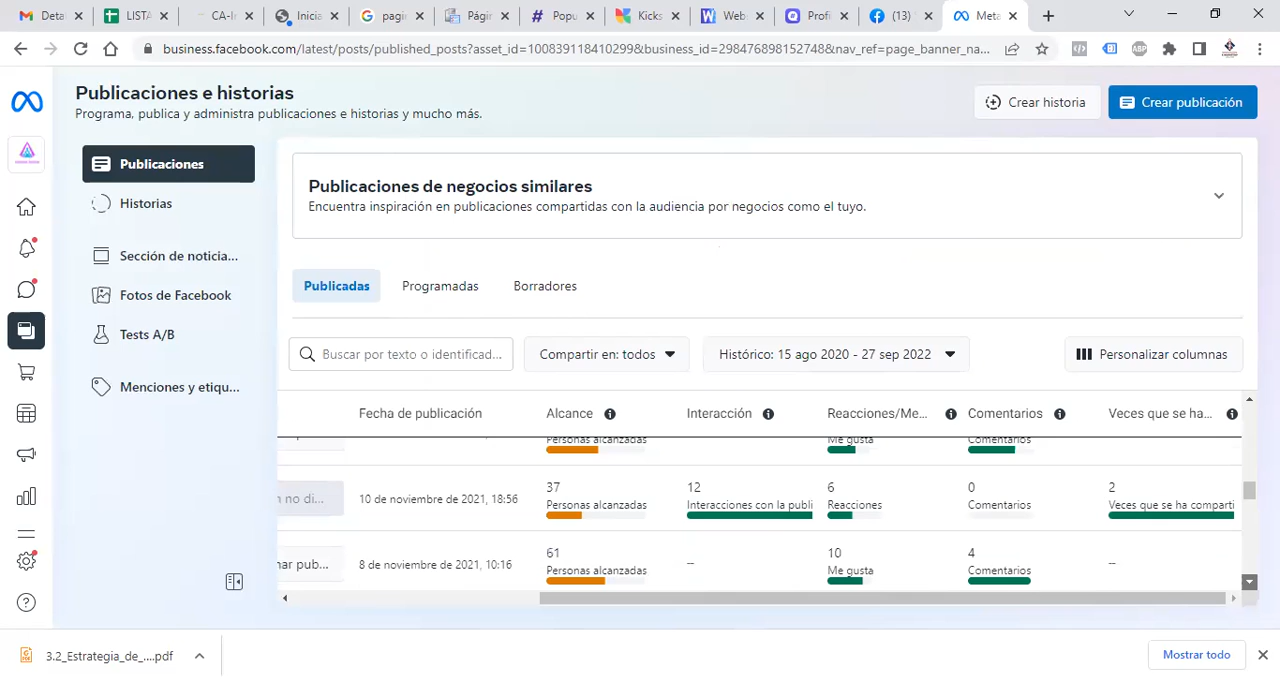 Detal
LISTA
CA-In
Inicia
pagin
Págin
Popu
Kicks
Webs
Profi
(13)
Meta
business.facebook.com/latest/posts/published_posts?asset_id=100839118410299&business_id=298476898152748&nav_ref=page_banner_na...
Publicaciones e historias
Programa, publica y administra publicaciones e historias y mucho más.
Crear historia
Crear publicación
Publicaciones
Historias
Sección de noticia...
Fotos de Facebook
Tests A/B
Menciones y etiqu...
Publicaciones de negocios similares
Encuentra inspiración en publicaciones compartidas con la audiencia por negocios como el tuyo.
Publicadas Programadas Borradores
Buscar por texto o identificad... Compartir en: todos Histórico: 15 ago 2020 - 27 sep 2022 Personalizar columnas
Fecha de publicación Alcance Interacción Reacciones/Me... Comentarios Veces que se ha...
Personas alcanzadas Me gusta Comentarios
37 12 6 0 2
n no di... 10 de noviembre de 2021, 18:56
Personas alcanzadas Interacciones con la publi Reacciones Comentarios Veces que se ha comparti
61 -- 10 4 --
nar pub... 8 de noviembre de 2021, 10:16
Personas alcanzadas Me gusta Comentarios
3.2_Estrategia_de_....pdf
Mostrar todo